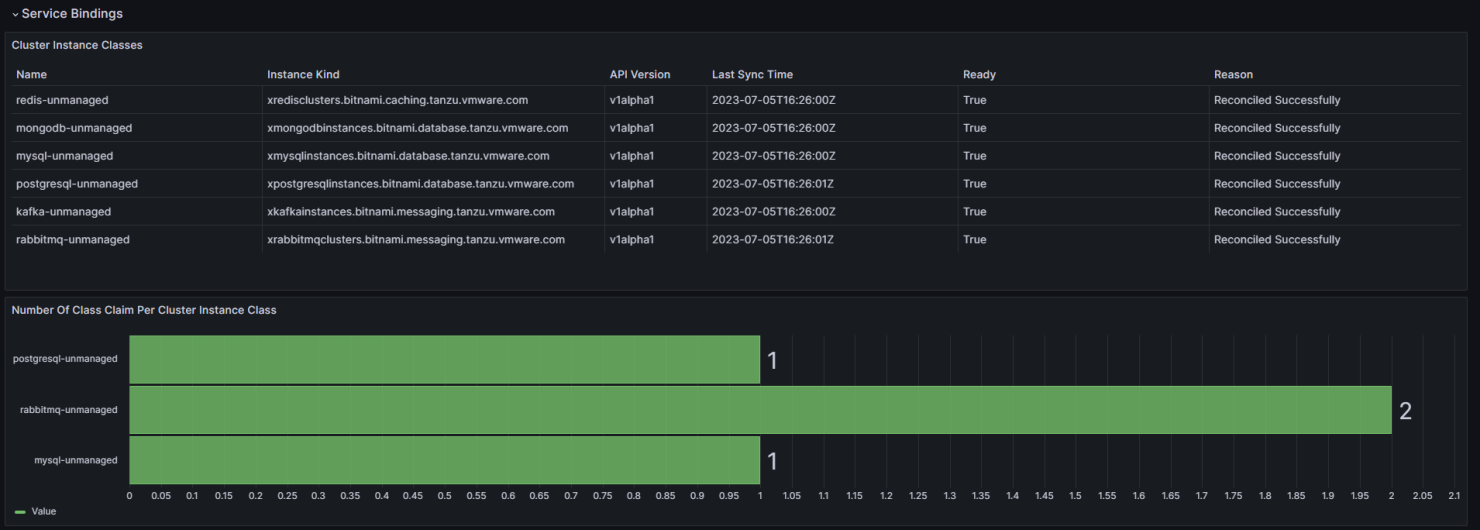 Service Bindings
Cluster Instance Classes
Name Instance Kind API Version Last Sync Time Ready Reason
redis-unmanaged xredisclusters.bitnami.caching.tanzu.vmware.com v1alpha1 2023-07-05T16:26:00Z True Reconciled Successfully
mongodb-unmanaged xmongodbinstances.bitnami.database.tanzu.vmware.com v1alpha1 2023-07-05T16:26:00Z True Reconciled Successfully
mysql-unmanaged xmysqlinstances.bitnami.database.tanzu.vmware.com v1alpha1 2023-07-05T16:26:00Z True Reconciled Successfully
postgresql-unmanaged xpostgresqlinstances.bitnami.database.tanzu.vmware.com v1alpha1 2023-07-05T16:26:01Z True Reconciled Successfully
kafka-unmanaged xkafkainstances.bitnami.messaging.tanzu.vmware.com v1alpha1 2023-07-05T16:26:00Z True Reconciled Successfully
rabbitmq-unmanaged xrabbitmqclusters.bitnami.messaging.tanzu.vmware.com v1alpha1 2023-07-05T16:26:01Z True Reconciled Successfully
Number Of Class Claim Per Cluster Instance Class
postgresql-unmanaged 1
rabbitmq-unmanaged 2
mysql-unmanaged 1
0 0.05 0.1 0.15 0.2 0.25 0.3 0.35 0.4 0.45 0.5 0.55 0.6 0.65 0.7 0.75 0.8 0.85 0.9 0.95 1 1.05 1.1 1.15 1.2 1.25 1.3 1.35 1.4 1.45 1.5 1.55 1.6 1.65 1.7 1.75 1.8 1.85 1.9 1.95 2 2.05 2.1
Value